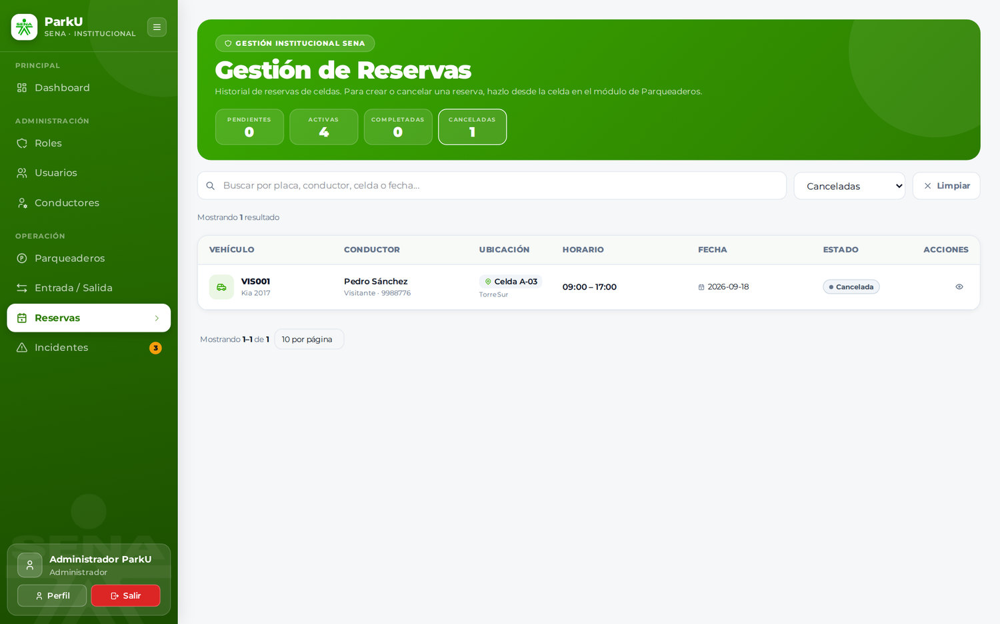 SENA
ParkU
SENA · INSTITUCIONAL
PRINCIPAL
Dashboard
ADMINISTRACIÓN
Roles
Usuarios
Conductores
OPERACIÓN
Parqueaderos
Entrada / Salida
Reservas
Incidentes
3
SENA
Administrador ParkU
Administrador
Perfil
Salir
GESTIÓN INSTITUCIONAL SENA
Gestión de Reservas
Historial de reservas de celdas. Para crear o cancelar una reserva, hazlo desde la celda en el módulo de Parqueaderos.
PENDIENTES ACTIVAS COMPLETADAS CANCELADAS
0 4 0 1
Buscar por placa, conductor, celda o fecha...
Canceladas
Limpiar
Mostrando 1 resultado
VEHÍCULO CONDUCTOR UBICACIÓN HORARIO FECHA ESTADO ACCIONES
VIS001 Pedro Sánchez Celda A-03 09:00 – 17:00 2026-09-18 Cancelada
Kia 2017 Visitante · 9988776 TorreSur
Mostrando 1–1 de 1 10 por página